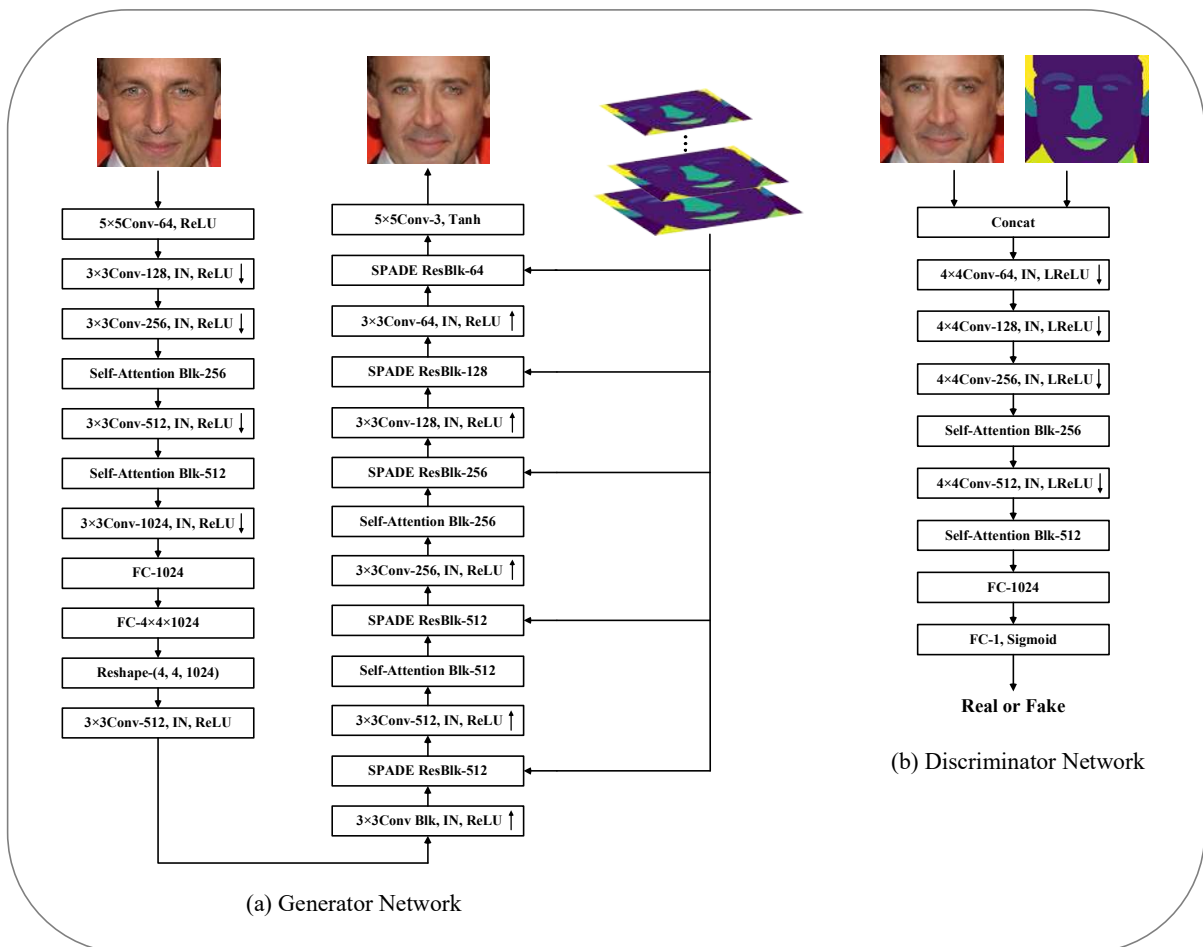 5×5Conv-64, ReLU
3×3Conv-128, IN, ReLU
3×3Conv-256, IN, ReLU
Self-Attention Blk-256
3×3Conv-512, IN, ReLU
Self-Attention Blk-512
3×3Conv-1024, IN, ReLU
FC-1024
FC-4×4×1024
Reshape-(4, 4, 1024)
3×3Conv-512, IN, ReLU
5×5Conv-3, Tanh
SPADE ResBlk-64
3×3Conv-64, IN, ReLU
SPADE ResBlk-128
3×3Conv-128, IN, ReLU
SPADE ResBlk-256
Self-Attention Blk-256
3×3Conv-256, IN, ReLU
SPADE ResBlk-512
Self-Attention Blk-512
3×3Conv-512, IN, ReLU
SPADE ResBlk-512
3×3Conv Blk, IN, ReLU
(a) Generator Network
Concat
4×4Conv-64, IN, LReLU
4×4Conv-128, IN, LReLU
4×4Conv-256, IN, LReLU
Self-Attention Blk-256
4×4Conv-512, IN, LReLU
Self-Attention Blk-512
FC-1024
FC-1, Sigmoid
Real or Fake
(b) Discriminator Network